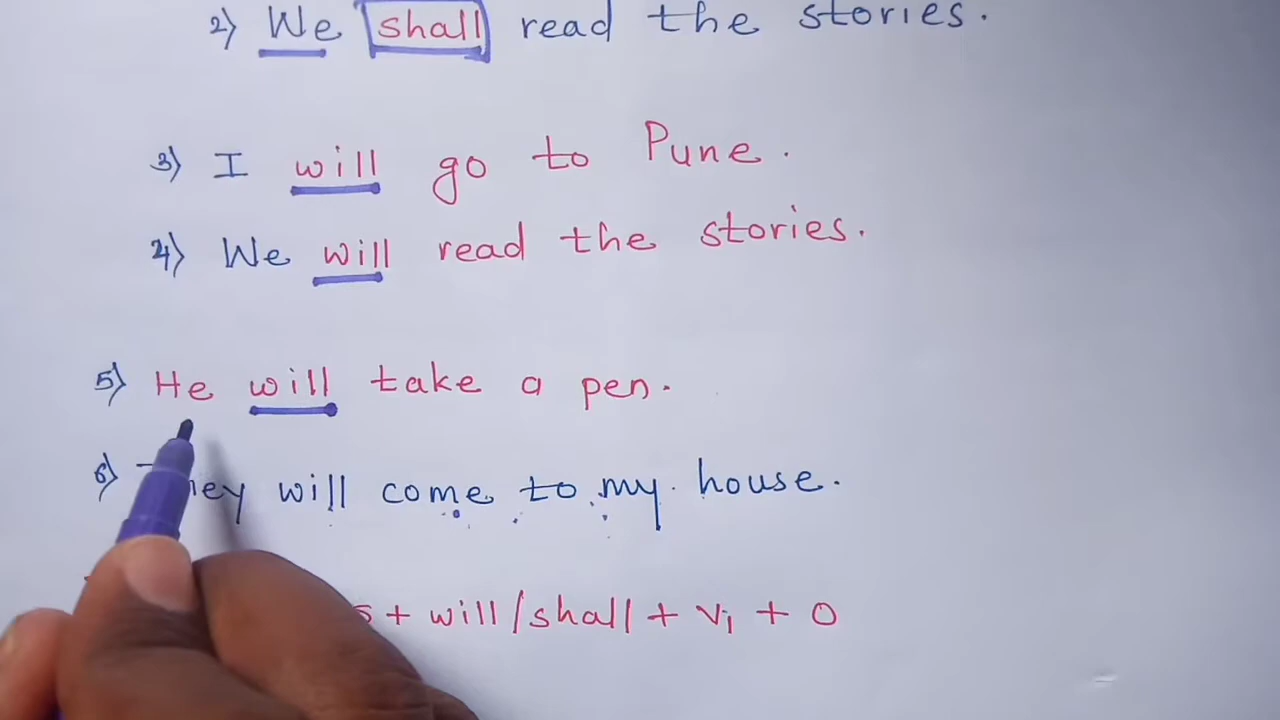 2) We shall read the stories.
3) I will go to Pune.
4) We will read the stories.
5) He will take a pen.
6) will come to my house.
s + will/shall + V1 + O